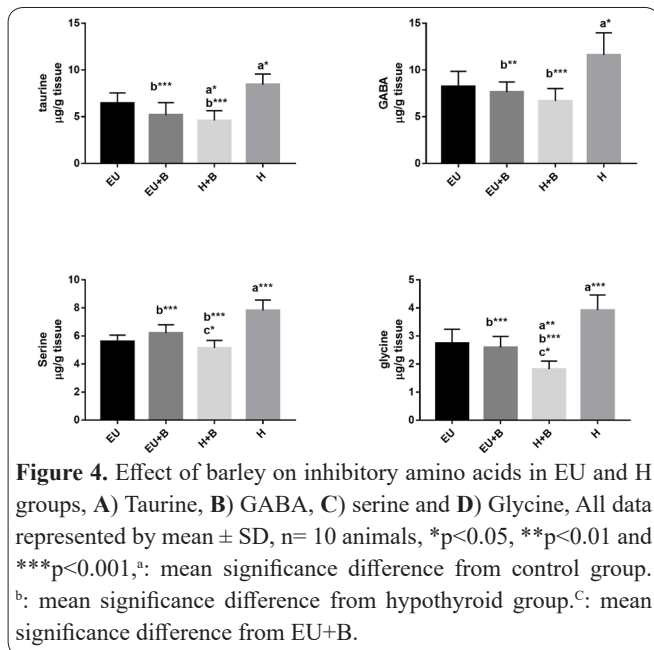 15
10
5
0
taurine
µg/g tissue
b***
a*
b***
a*
EU
EU+B
H+B
H
15
10
5
0
GABA
µg/g tissue
b**
b***
a*
EU
EU+B
H+B
H
10
8
6
4
2
0
Serine
µg/g tissue
b***
b***
c*
a***
EU
EU+B
H+B
H
5
4
3
2
1
0
glycine
µg/g tissue
b***
a**
b***
c*
a***
EU
EU+B
H+B
H
Figure 4. Effect of barley on inhibitory amino acids in EU and H
groups, A) Taurine, B) GABA, C) serine and D) Glycine, All data
represented by mean ± SD, n= 10 animals, *p<0.05, **p<0.01 and
***p<0.001,ᵃ: mean significance difference from control group.
ᵇ: mean significance difference from hypothyroid group.ᶜ: mean
significance difference from EU+B.